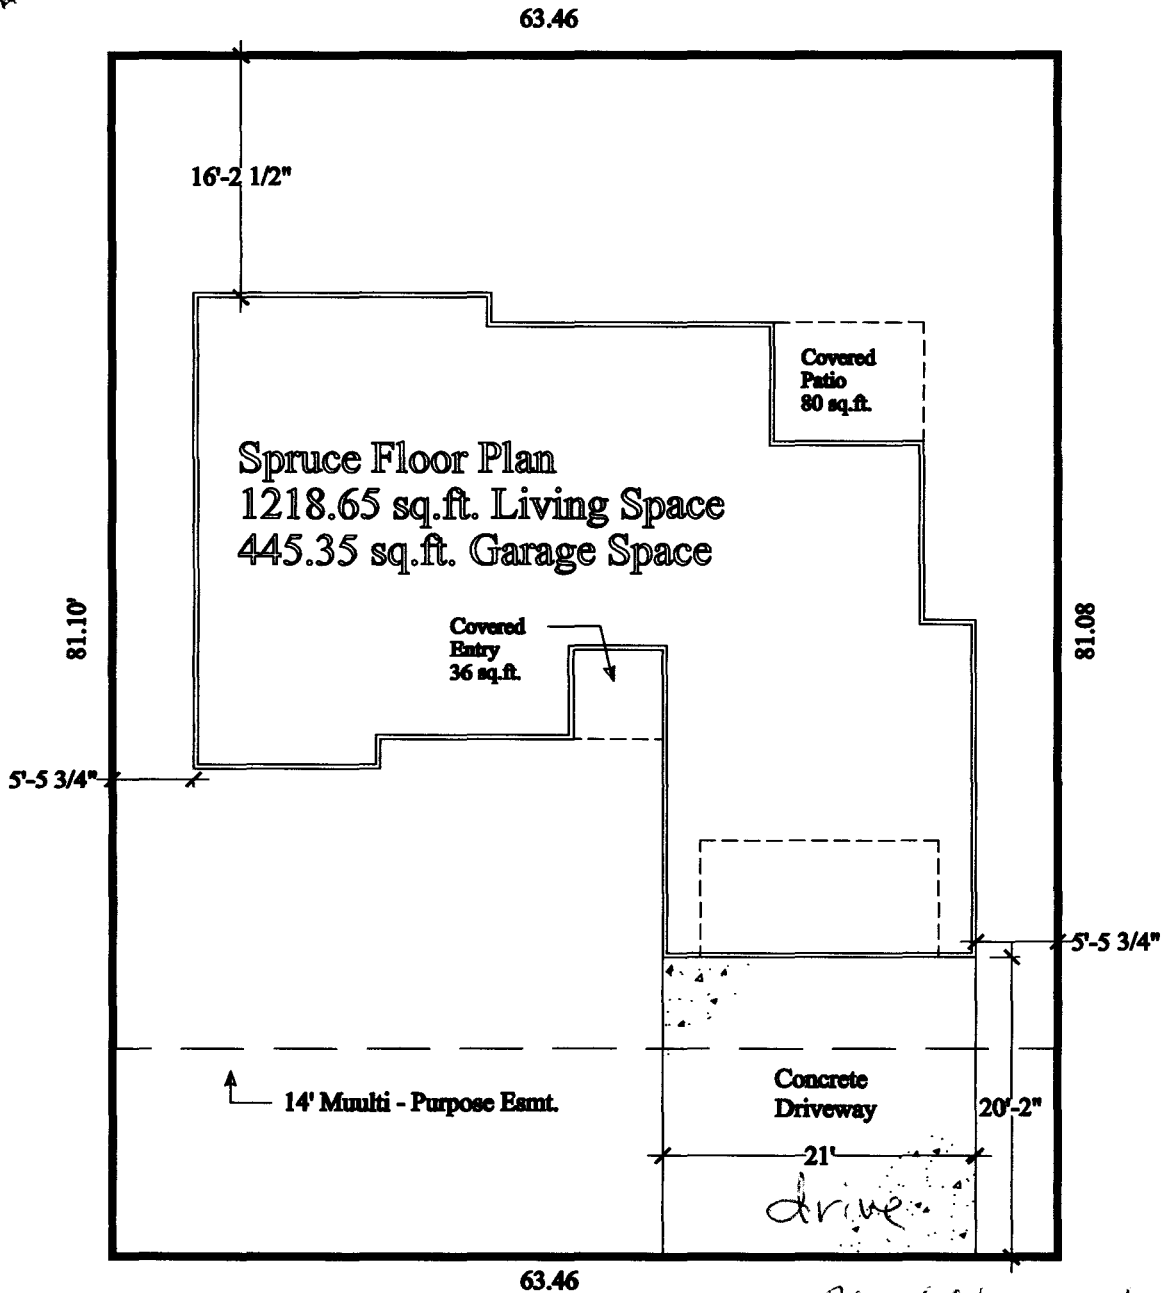 63.46
16'-2 1/2"
Covered
Patio
80 sq.ft.
Spruce Floor Plan
1218.65 sq.ft. Living Space
445.35 sq.ft. Garage Space
81.10'
81.08
Covered
Entry
36 sq.ft.
5'-5 3/4"
5'-5 3/4"
14' Muulti - Purpose Esmt.
Concrete
Driveway
20'-2"
21'
drive
63.46